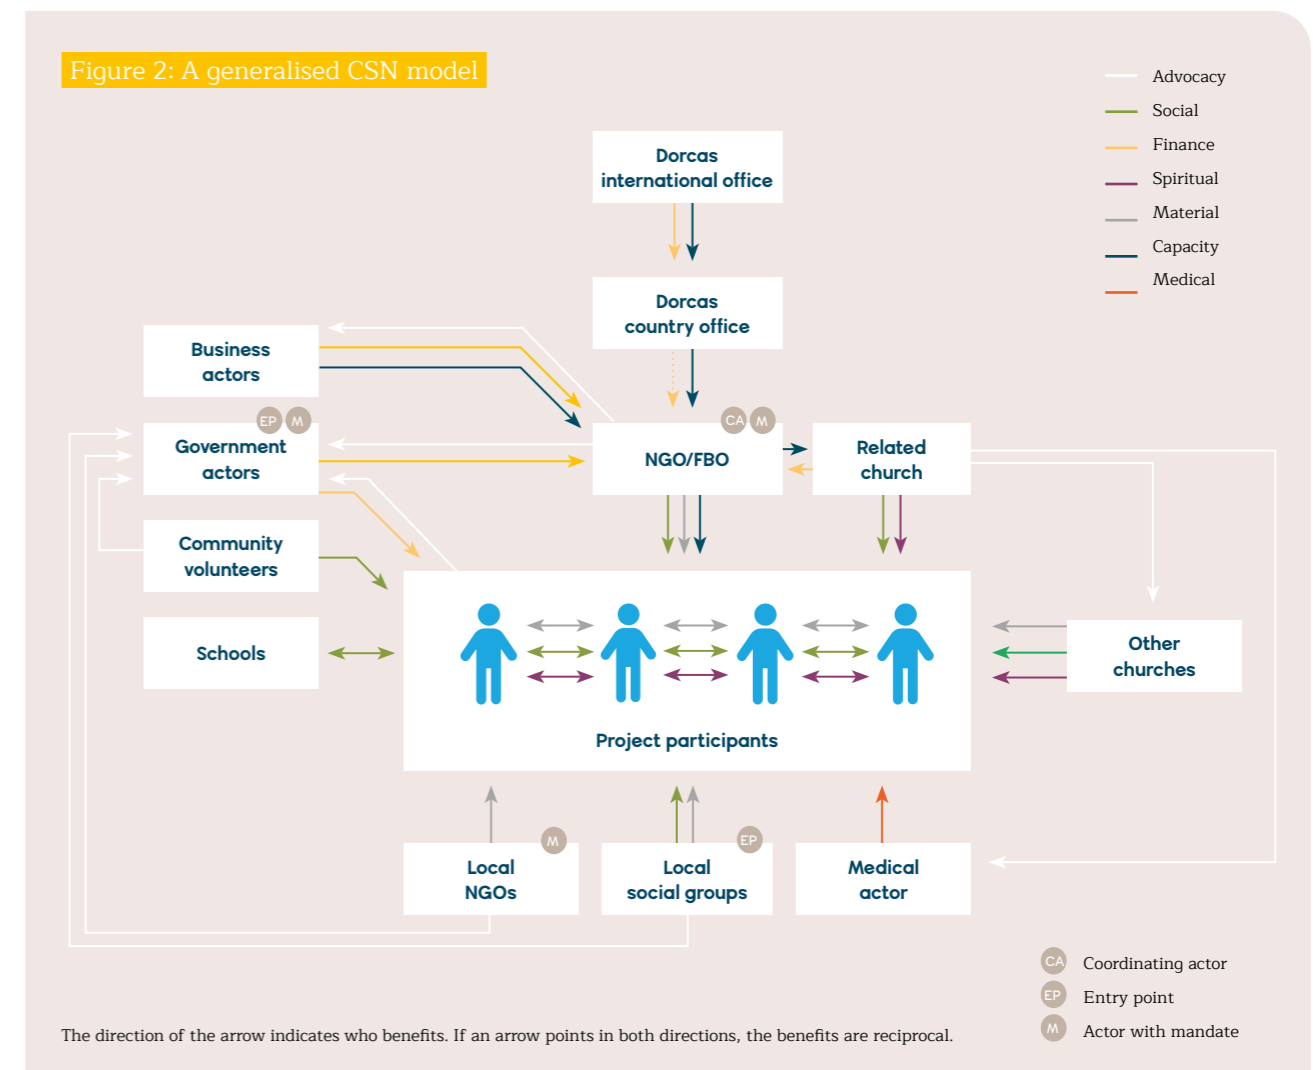 Figure 2: A generalised CSN model
Advocacy
Social
Finance
Spiritual
Material
Capacity
Medical
Dorcas
international office
Dorcas
country office
Business
actors
EP
M
Government
actors
CA
M
NGO/FBO
Related
church
Community
volunteers
Schools
Project participants
Other
churches
M
Local
NGOs
EP
Local
social groups
Medical
actor
CA
Coordinating actor
EP
Entry point
M
Actor with mandate
The direction of the arrow indicates who benefits. If an arrow points in both directions, the benefits are reciprocal.